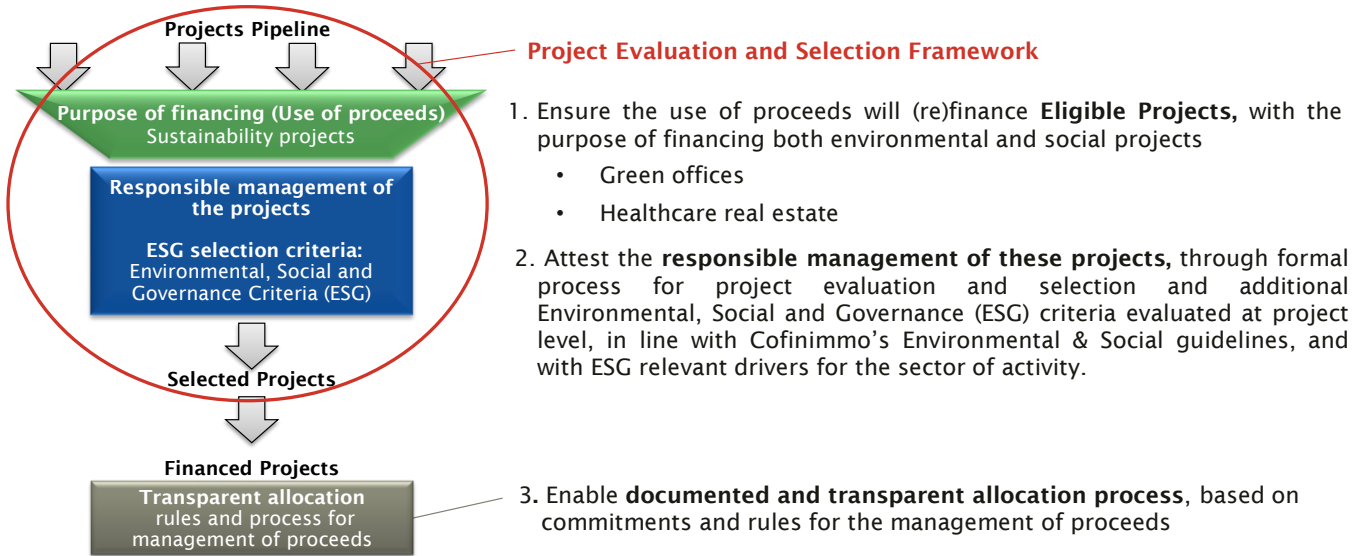 Projects Pipeline
Purpose of financing (Use of proceeds)
Sustainability projects
Responsible management of
the projects
ESG selection criteria:
Environmental, Social and
Governance Criteria (ESG)
Selected Projects
Financed Projects
Transparent allocation
rules and process for
management of proceeds
Project Evaluation and Selection Framework
1. Ensure the use of proceeds will (re)finance Eligible Projects, with the
purpose of financing both environmental and social projects
• Green offices
• Healthcare real estate
2. Attest the responsible management of these projects, through formal
process for project evaluation and selection and additional
Environmental, Social and Governance (ESG) criteria evaluated at project
level, in line with Cofinimmo’s Environmental & Social guidelines, and
with ESG relevant drivers for the sector of activity.
3. Enable documented and transparent allocation process, based on
commitments and rules for the management of proceeds